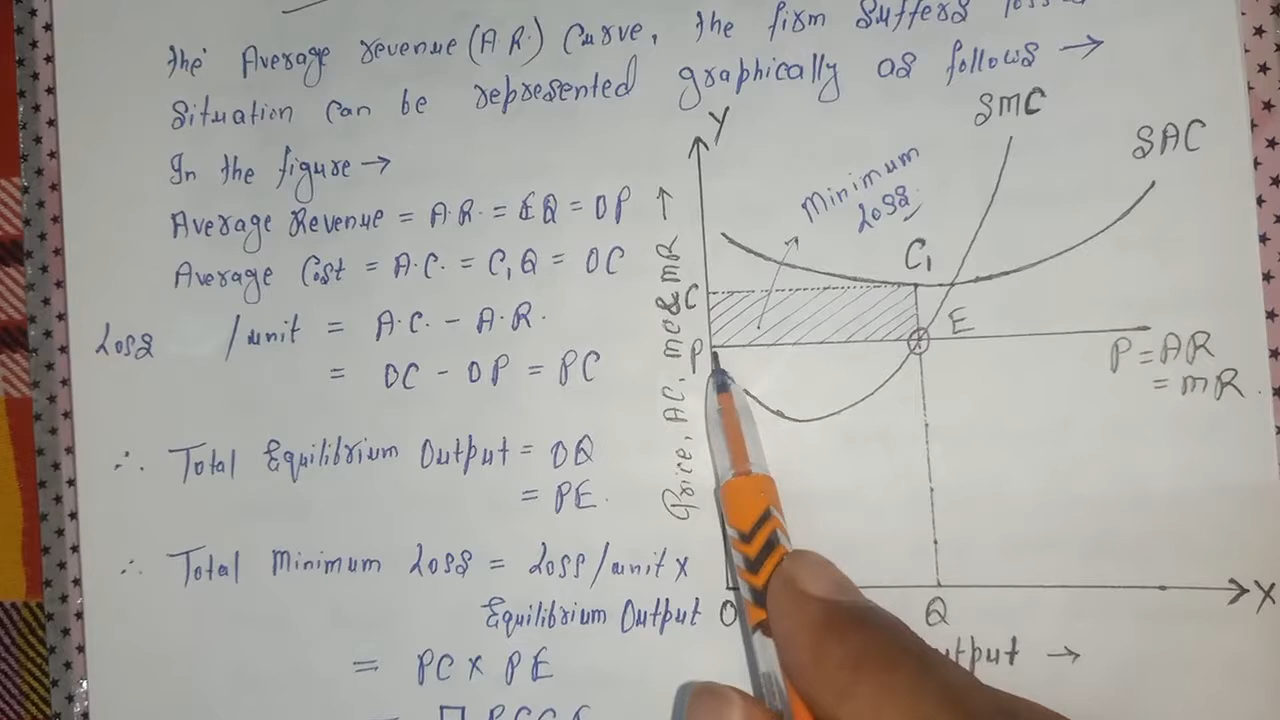 the Average revenue (A.R.) Curve, the firm suffers
Situation can be represented graphically as follows →
In the figure →
Average Revenue = A.R. = EQ = OP
Average Cost = A.C. = C₁Q = OC
Loss /unit = A.C. - A.R.
= OC - OP = PC
∴ Total Equilibrium Output = OQ
= PE.
∴ Total Minimum Loss = Loss/unit x
Equilibrium Output
= PC x PE
Y
SMC
SAC
Minimum
Loss
Price, AC, MC & MR →
C₁
C
E
P
P = AR
= MR.
O
Q
X